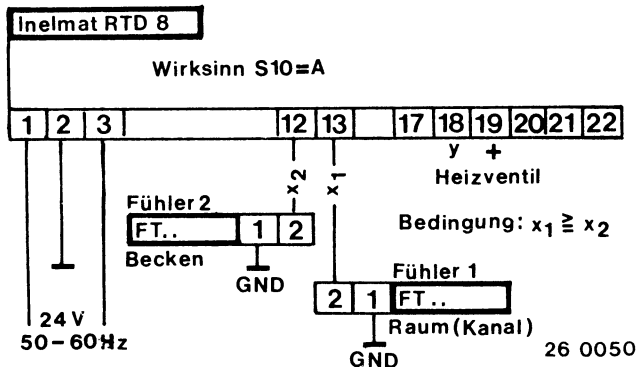 Inelmat RTD 8
Wirksinn S10=A
1 2 3 12 13 17 18 19 20 21 22
y +
Heizventil
x2 x1
Fühler 2
FT.. 1 2
Becken
GND
Bedingung: x1 ≧ x2
Fühler 1
2 1 FT ..
Raum (Kanal)
GND
24 V
50-60Hz
26 0050